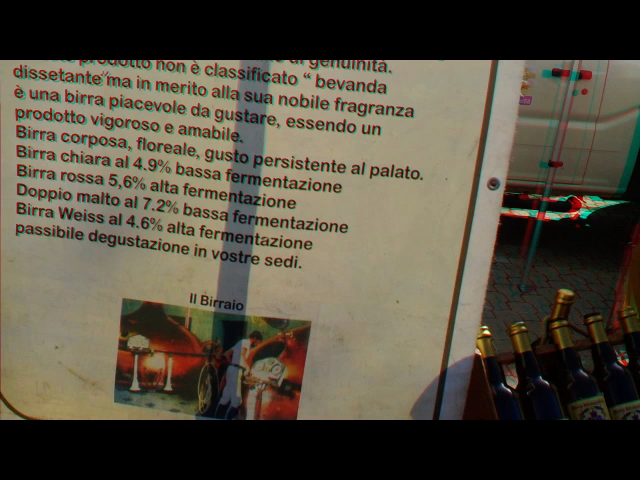 prodotto non è classificato " bevanda
di genuinità.
dissetante"ma in merito alla sua nobile fragranza
è una birra piacevole da gustare, essendo un
prodotto vigoroso e amabile.
Birra corposa, floreale, gusto persistente al palato.
Birra chiara al 4.9% bassa fermentazione
Birra rossa 5,6% alta fermentazione
Doppio malto al 7.2% bassa fermentazione
Birra Weiss al 4.6% alta fermentazione
passibile degustazione in vostre sedi.
Il Birraio